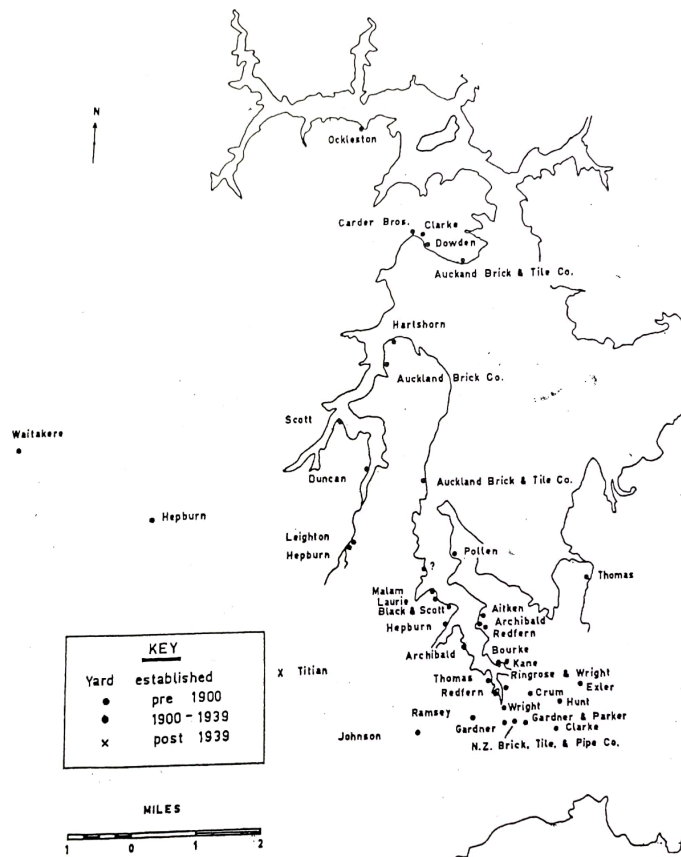 N
Ockleston
Carder Bros.
Clarke
Dowden
Auckand Brick & Tile Co.
Hartshorn
Auckland Brick Co.
Scott
Waitakere
Duncan
Auckland Brick & Tile Co.
Hepburn
Leighton
Hepburn
Pollen
?
Thomas
Malam
Laurie
Black & Scott
Hepburn
Aitken
Archibald
Redfern
Archibald
Bourke
Kane
Thomas
Ringrose & Wright
Redfern
?
Exler
Crum
Hunt
Wright
Titian
Ramsey
Gardner
Gardner & Parker
Clarke
Johnson
N.Z. Brick, Tile, & Pipe Co.
KEY
Yard established
pre 1900
1900-1939
x post 1939
MILES
1 0 1 2